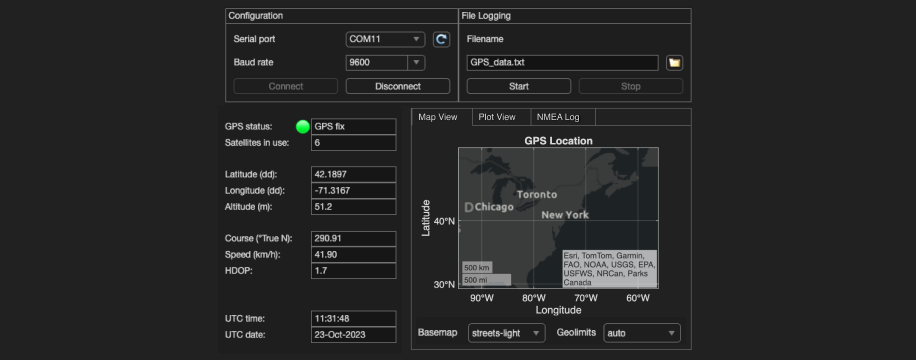 Configuration
Serial port
COM11
Baud rate
9600
Connect
Disconnect
File Logging
Filename
GPS_data.txt
Start
Stop
GPS status:
GPS fix
Satellites in use:
6
Latitude (dd):
42.1897
Longitude (dd):
-71.3167
Altitude (m):
51.2
Course (°True N):
290.91
Speed (km/h):
41.90
HDOP:
1.7
UTC time:
11:31:48
UTC date:
23-Oct-2023
Map View
Plot View
NMEA Log
GPS Location
Latitude
40°N
30°N
Toronto
Chicago
New York
500 km
500 mi
Esri, TomTom, Garmin,
FAO, NOAA, USGS, EPA,
USFWS, NRCan, Parks
Canada
90°W
80°W
70°W
60°W
Longitude
Basemap
streets-light
Geolimits
auto